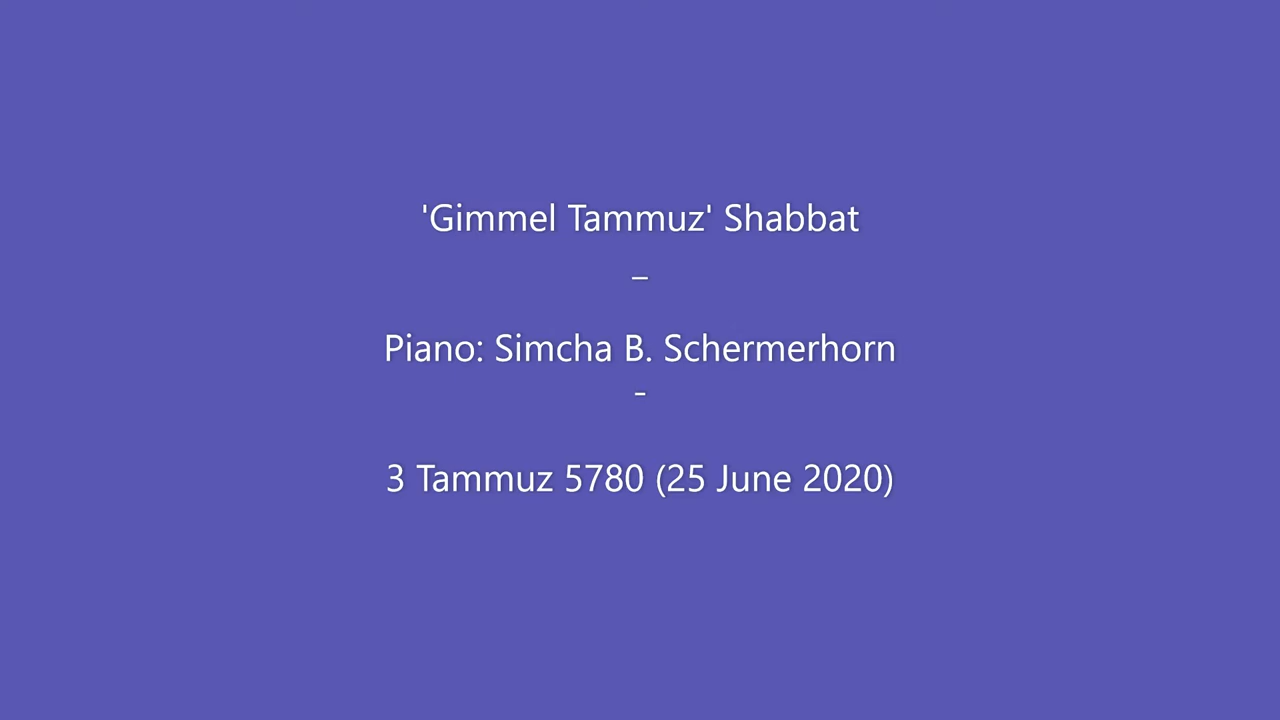 'Gimmel Tammuz' Shabbat
–
Piano: Simcha B. Schermerhorn
-
3 Tammuz 5780 (25 June 2020)